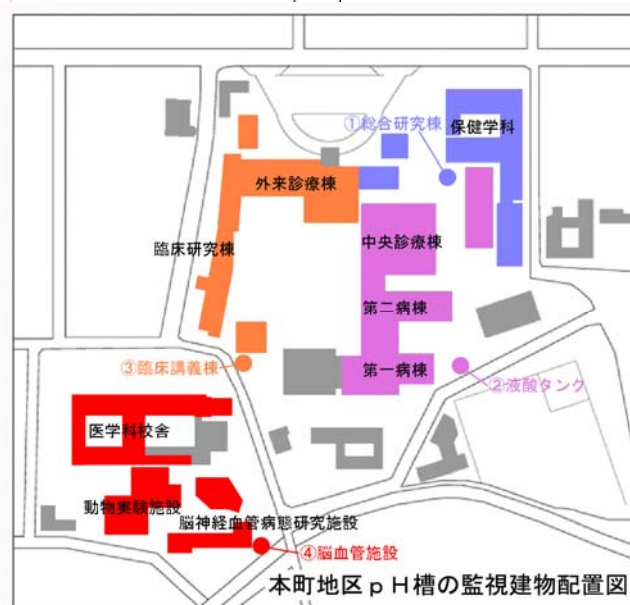 ①総合研究棟
保健学科
外来診療棟
臨床研究棟
中央診療棟
第二病棟
③臨床講義棟
第一病棟
②液酸タンク
医学科校舎
動物実験施設
脳神経血管病態研究施設
④脳血管施設
本町地区ｐＨ槽の監視建物配置図